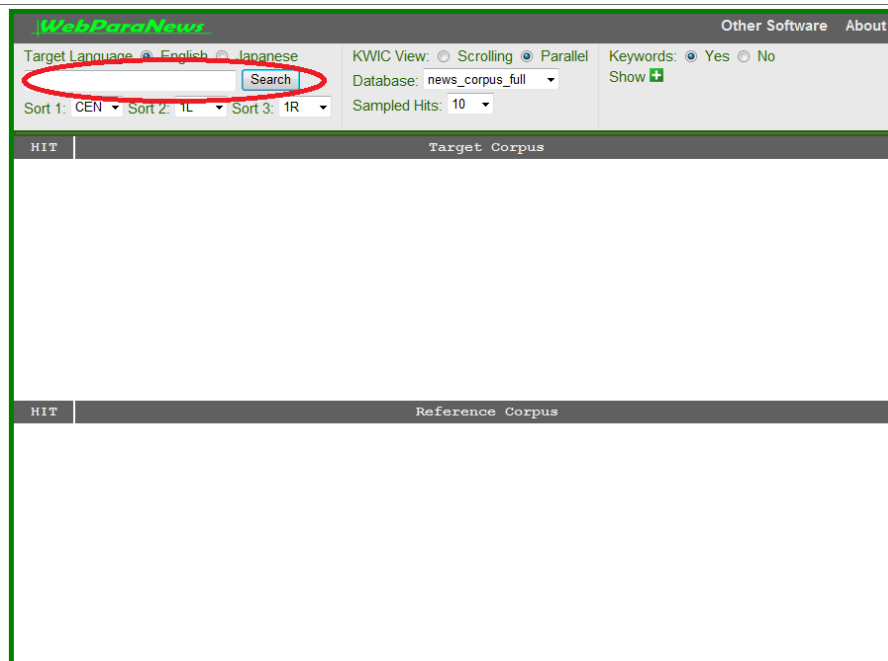 WebParaNews
Other Software About
Target Language English Japanese
KWIC View: Scrolling Parallel
Keywords: Yes No
Search
Database: news_corpus_full
Show
Sort 1: CEN Sort 2: 1L Sort 3: 1R
Sampled Hits: 10
HIT Target Corpus
HIT Reference Corpus